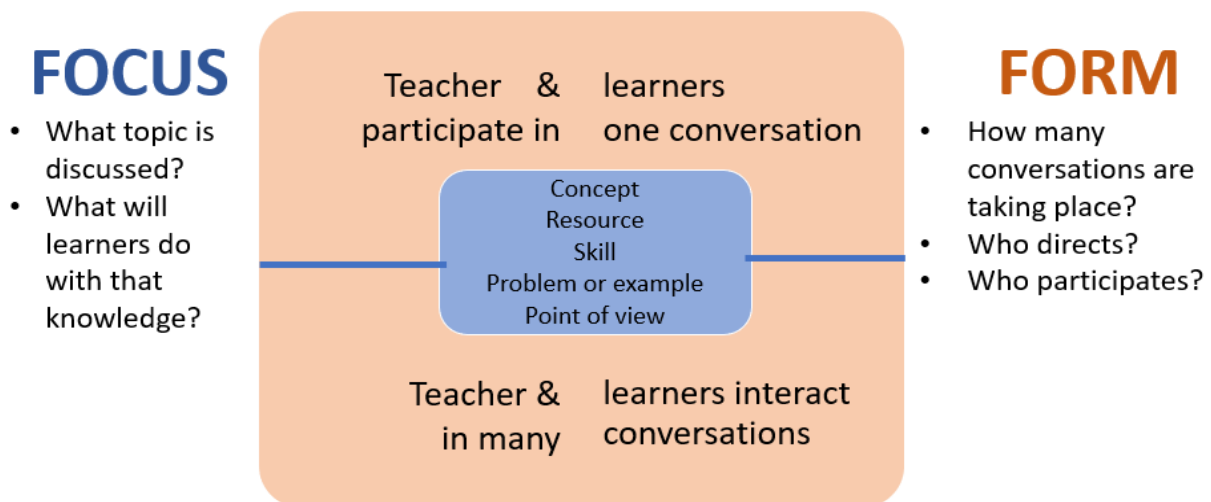 FOCUS
• What topic is
discussed?
• What will
learners do
with that
knowledge?
Teacher & learners
participate in one conversation
Concept
Resource
Skill
Problem or example
Point of view
Teacher & learners interact
in many conversations
FORM
• How many
conversations are
taking place?
• Who directs?
• Who participates?